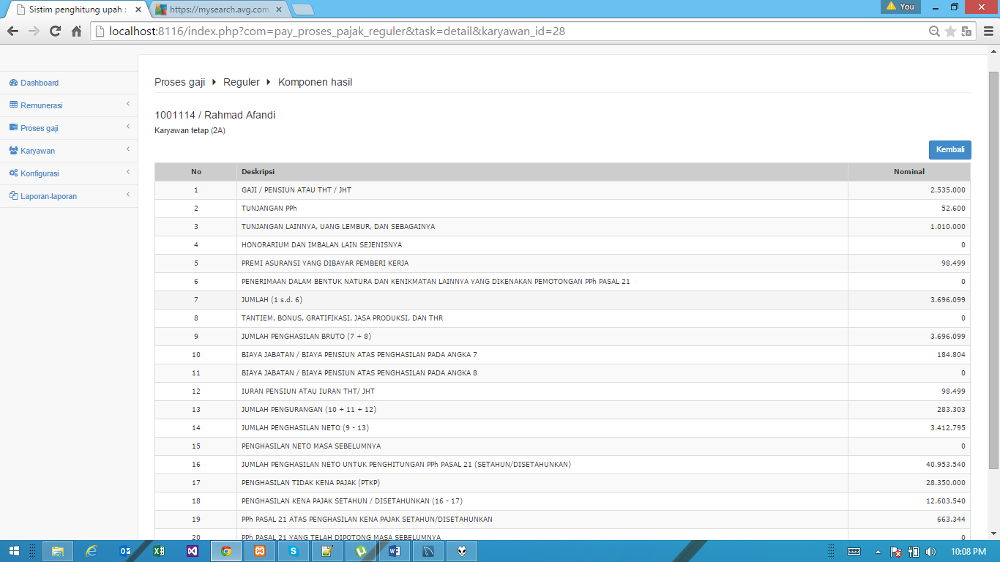 Sistim penghitung upah :
https://mysearch.avg.com
You
localhost:8116/index.php?com=pay_proses_pajak_reguler&task=detail&karyawan_id=28
Dashboard
Remunerasi
Proses gaji
Karyawan
Konfigurasi
Laporan-laporan
Proses gaji Reguler Komponen hasil
1001114 / Rahmad Afandi
Karyawan tetap (2A)
Kembali
No Deskripsi Nominal
1 GAJI / PENSIUN ATAU THT / JHT 2.535.000
2 TUNJANGAN PPh 52.600
3 TUNJANGAN LAINNYA, UANG LEMBUR, DAN SEBAGAINYA 1.010.000
4 HONORARIUM DAN IMBALAN LAIN SEJENISNYA 0
5 PREMI ASURANSI YANG DIBAYAR PEMBERI KERJA 98.499
6 PENERIMAAN DALAM BENTUK NATURA DAN KENIKMATAN LAINNYA YANG DIKENAKAN PEMOTONGAN PPh PASAL 21 0
7 JUMLAH (1 s.d. 6) 3.696.099
8 TANTIEM, BONUS, GRATIFIKASI, JASA PRODUKSI, DAN THR 0
9 JUMLAH PENGHASILAN BRUTO (7 + 8) 3.696.099
10 BIAYA JABATAN / BIAYA PENSIUN ATAS PENGHASILAN PADA ANGKA 7 184.804
11 BIAYA JABATAN / BIAYA PENSIUN ATAS PENGHASILAN PADA ANGKA 8 0
12 IURAN PENSIUN ATAU IURAN THT/ JHT 98.499
13 JUMLAH PENGURANGAN (10 + 11 + 12) 283.303
14 JUMLAH PENGHASILAN NETO (9 - 13) 3.412.795
15 PENGHASILAN NETO MASA SEBELUMNYA 0
16 JUMLAH PENGHASILAN NETO UNTUK PENGHITUNGAN PPh PASAL 21 (SETAHUN/DISETAHUNKAN) 40.953.540
17 PENGHASILAN TIDAK KENA PAJAK (PTKP) 28.350.000
18 PENGHASILAN KENA PAJAK SETAHUN / DISETAHUNKAN (16 - 17) 12.603.540
19 PPh PASAL 21 ATAS PENGHASILAN KENA PAJAK SETAHUN/DISETAHUNKAN 663.344
20 PPh PASAL 21 YANG TELAH DIPOTONG MASA SEBELUMNYA 0
10:08 PM